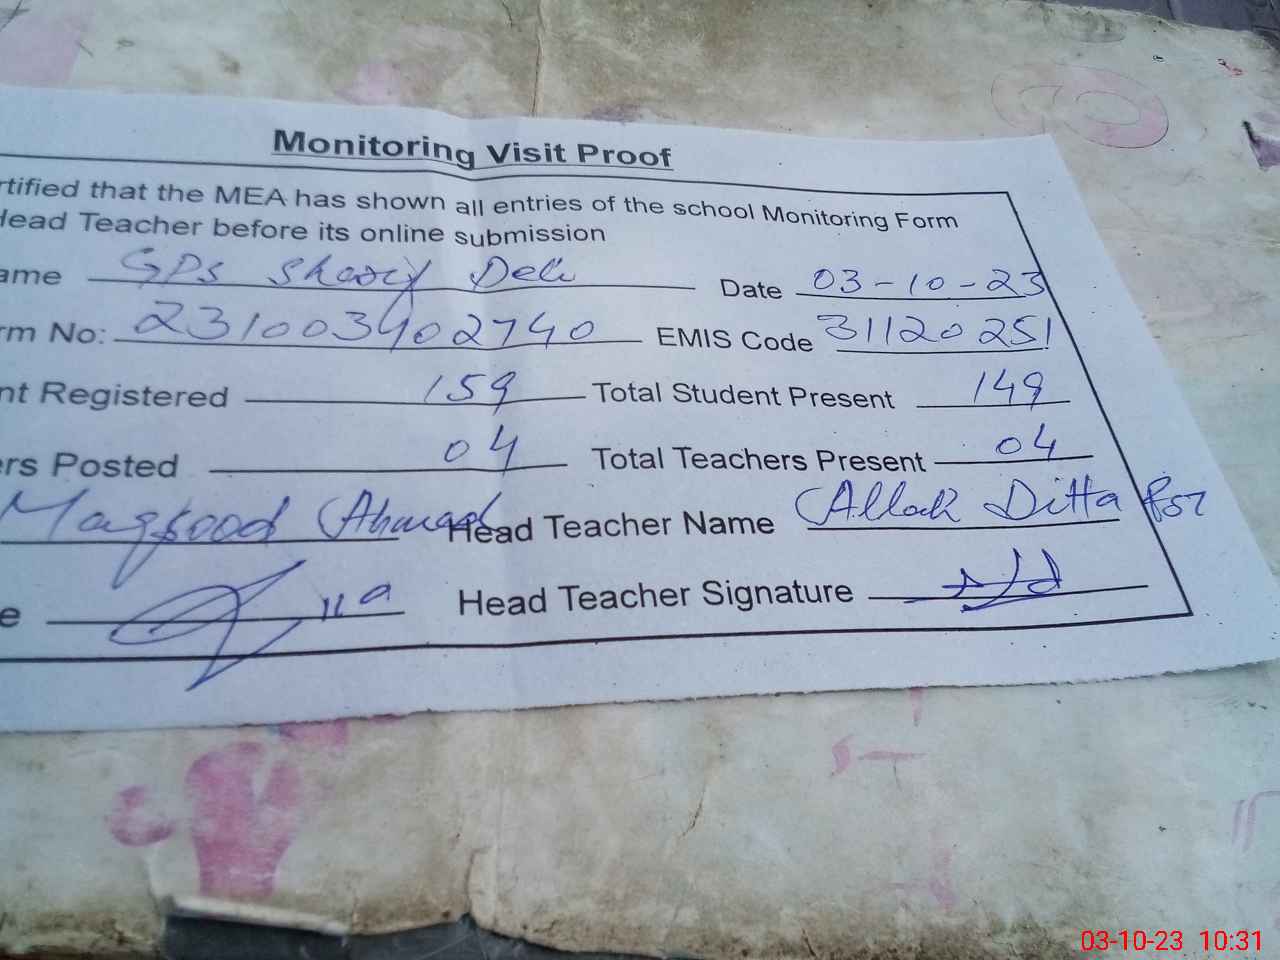 Monitoring Visit Proof
rtified that the MEA has shown all entries of the school Monitoring Form
Head Teacher before its online submission
ame GPS Deli Date 03-10-23
rm No: 231003402740 EMIS Code 31120251
nt Registered 159 Total Student Present 149
ers Posted 04 Total Teachers Present 04
Maqsood Ahmad Head Teacher Name Allah Ditta PST
e Head Teacher Signature
03-10-23 10:31